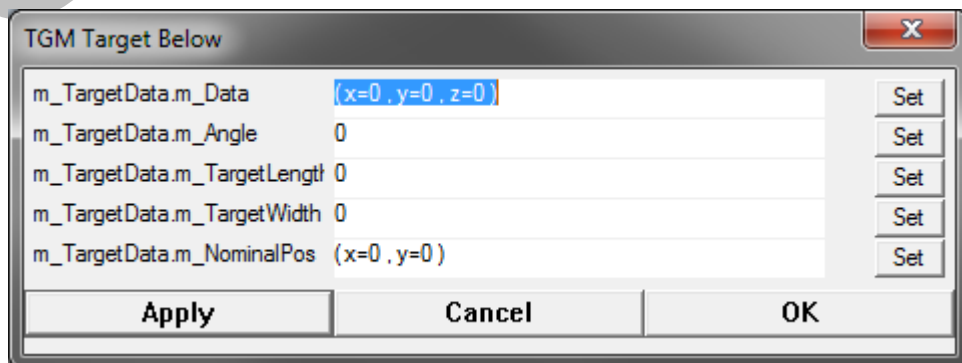 TGM Target Below
m_TargetData.m_Data (x=0 , y=0 , z=0 ) Set
m_TargetData.m_Angle 0 Set
m_TargetData.m_TargetLengt 0 Set
m_TargetData.m_TargetWidth 0 Set
m_TargetData.m_NominalPos (x=0 , y=0 ) Set
Apply Cancel OK